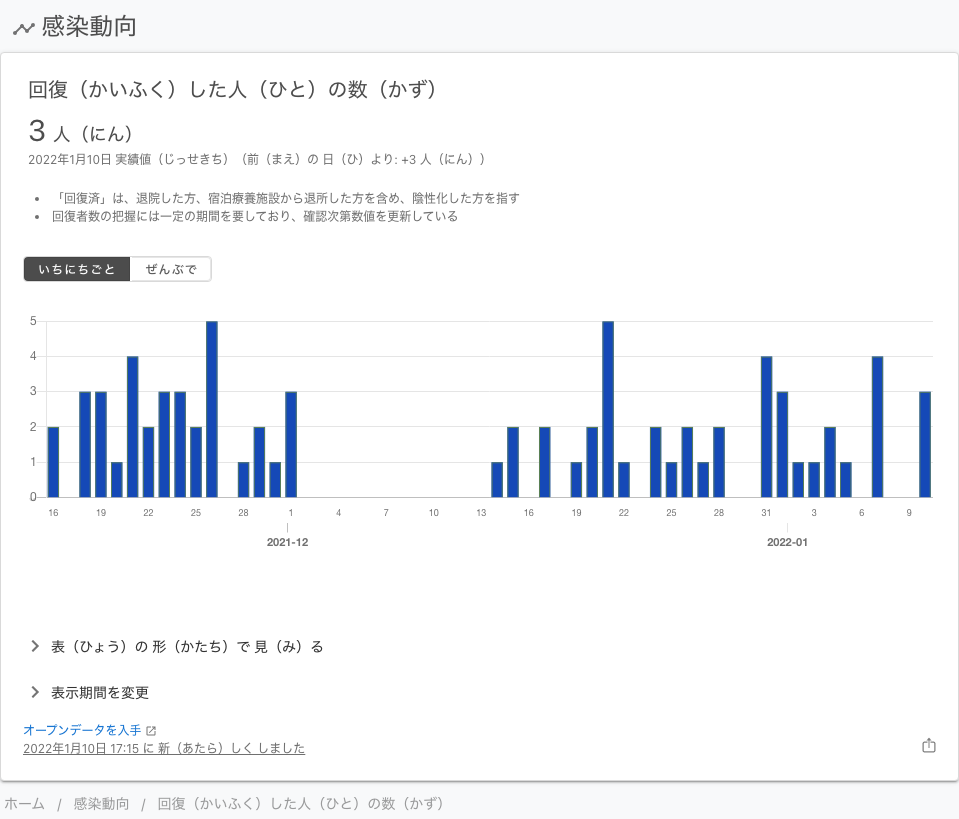 感染動向
回復（かいふく）した人（ひと）の数（かず）
3 人（にん）
2022年1月10日 実績値（じっせきち）（前（まえ）の 日（ひ）より: +3 人（にん））
• 「回復済」は、退院した方、宿泊療養施設から退所した方を含め、陰性化した方を指す
• 回復者数の把握には一定の期間を要しており、確認次第数値を更新している
いちにちごと ぜんぶで
5
4
3
2
1
0
16 19 22 25 28 1 4 7 10 13 16 19 22 25 28 31 3 6 9
2021-12 2022-01
表（ひょう）の 形（かたち）で 見（み）る
表示期間を変更
オープンデータを入手
2022年1月10日 17:15 に 新（あたら）しく しました
ホーム / 感染動向 / 回復（かいふく）した人（ひと）の数（かず）